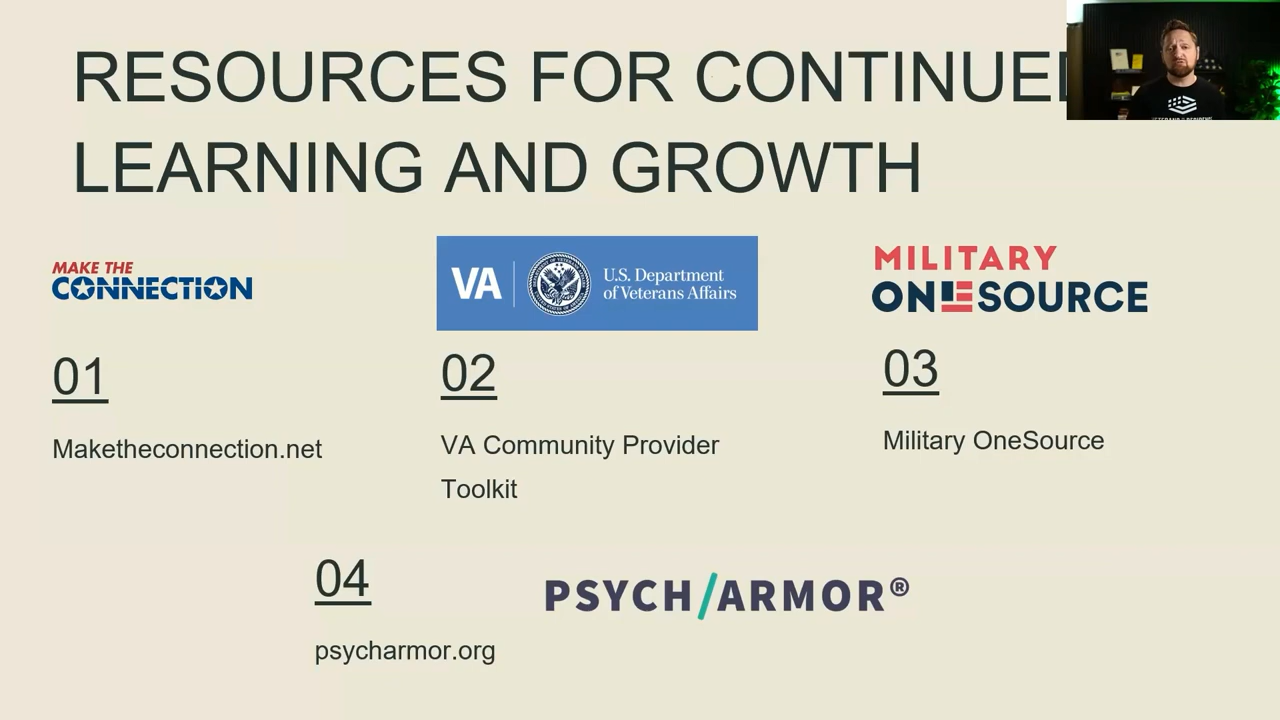 RESOURCES FOR CONTINUED
LEARNING AND GROWTH
MAKE THE
CONNECTION
VA
U.S. Department
of Veterans Affairs
MILITARY
ONESOURCE
01
Maketheconnection.net
02
VA Community Provider
Toolkit
03
Military OneSource
04
psycharmor.org
PSYCH/ARMOR®